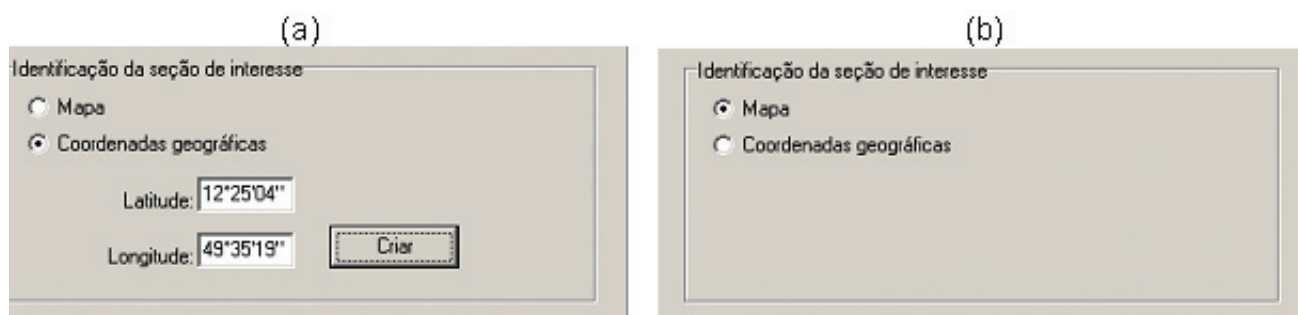 (a)
Identificação da seção de interesse
Mapa
Coordenadas geográficas
Latitude: 12°25'04''
Longitude: 49°35'19''
Criar
(b)
Identificação da seção de interesse
Mapa
Coordenadas geográficas